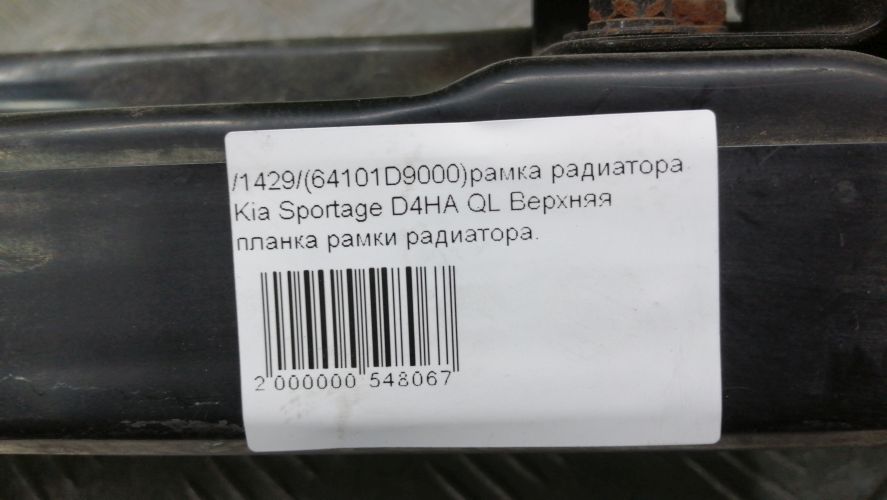 /1429/(64101D9000)рамка радиатора
Kia Sportage D4HA QL Верхняя
планка рамки радиатора.
2 000000 548067